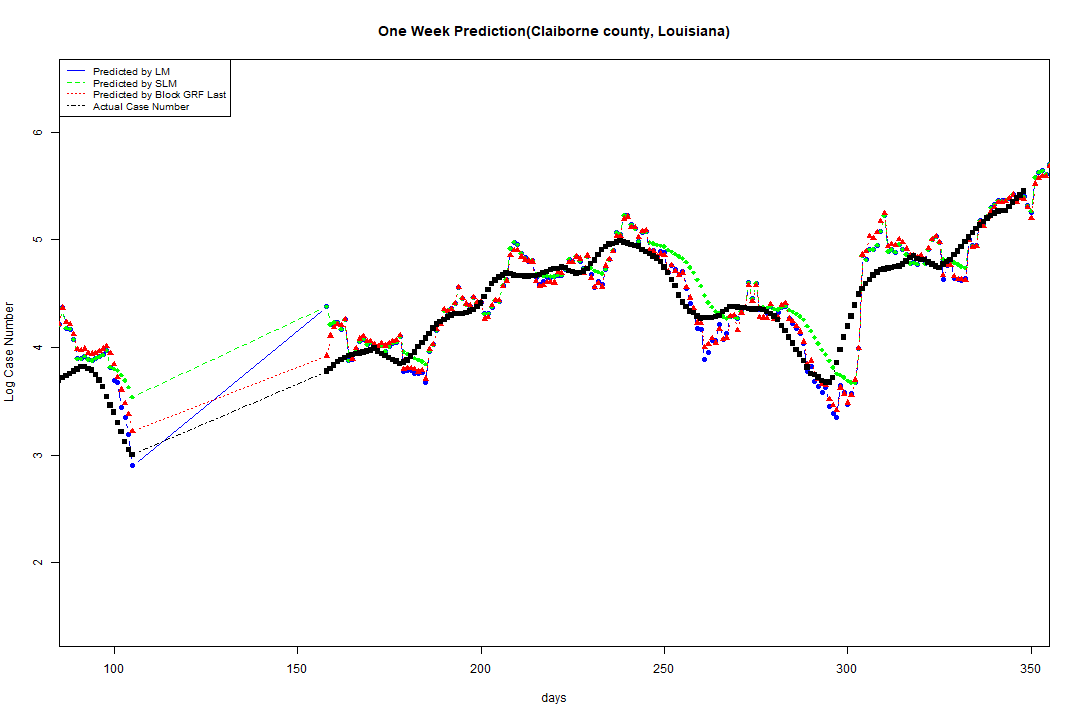 One Week Prediction(Claiborne county, Louisiana)
Predicted by LM
Predicted by SLM
Predicted by Block GRF Last
Actual Case Number
6
5
4
3
2
Log Case Number
100
150
200
250
300
350
days